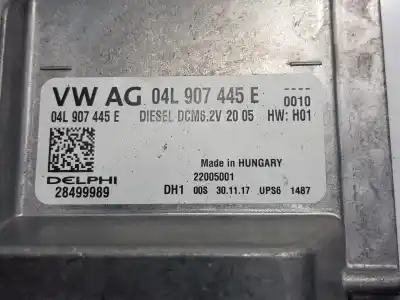 VW AG 04L 907 445 E ----
0010
04L 907 445 E DIESEL DCM6.2V 20 05 HW: H01
Made in HUNGARY
22005001
DELPHI
28499989 DH1 00S 30.11.17 UPS6 1487